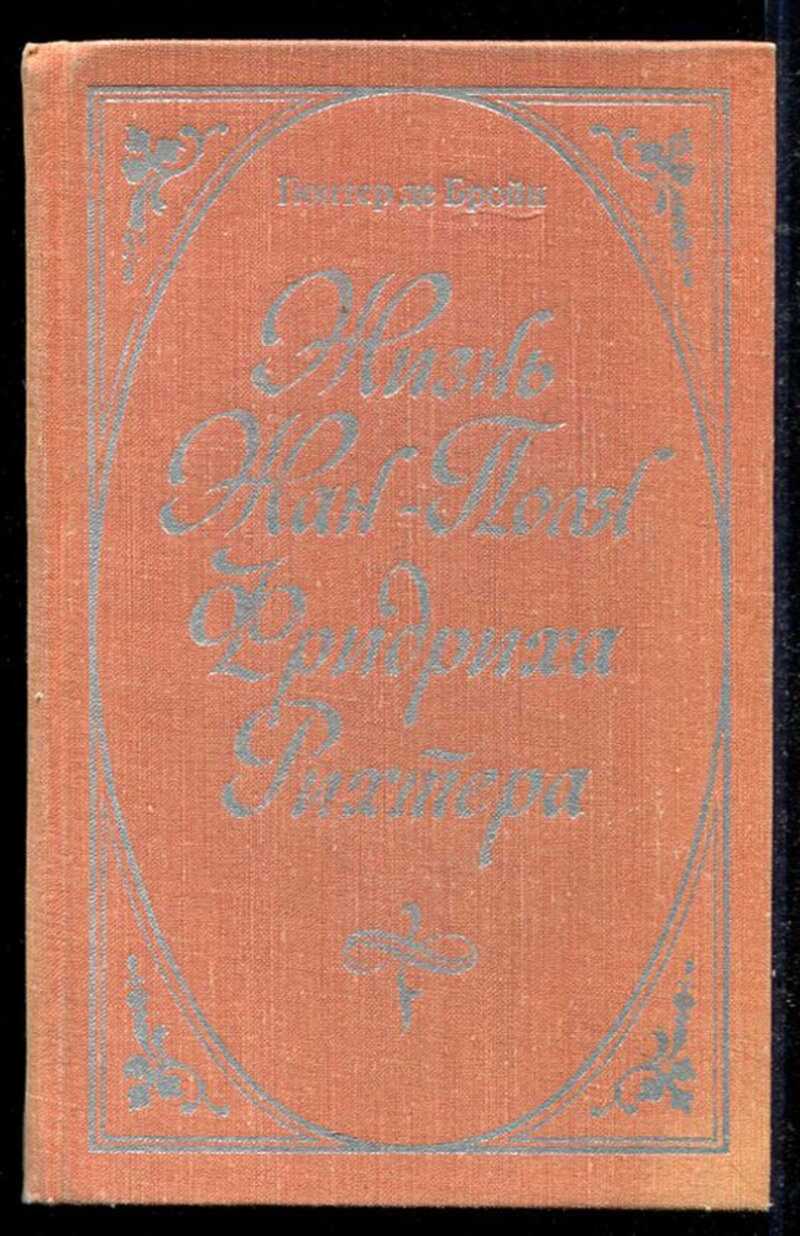 Гюнтер де Бройн
Жизнь
Жан-Поля
Фридриха
Рихтера